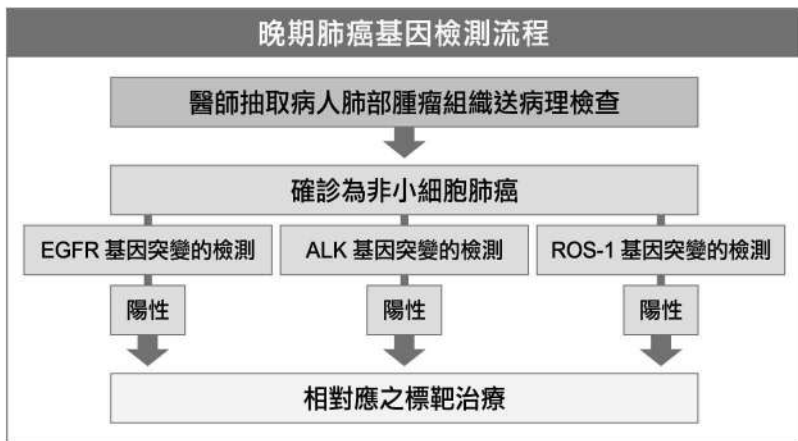 晚期肺癌基因檢測流程
醫師抽取病人肺部腫瘤組織送病理檢查
確診為非小細胞肺癌
EGFR 基因突變的檢測
ALK 基因突變的檢測
ROS-1 基因突變的檢測
陽性
陽性
陽性
相對應之標靶治療